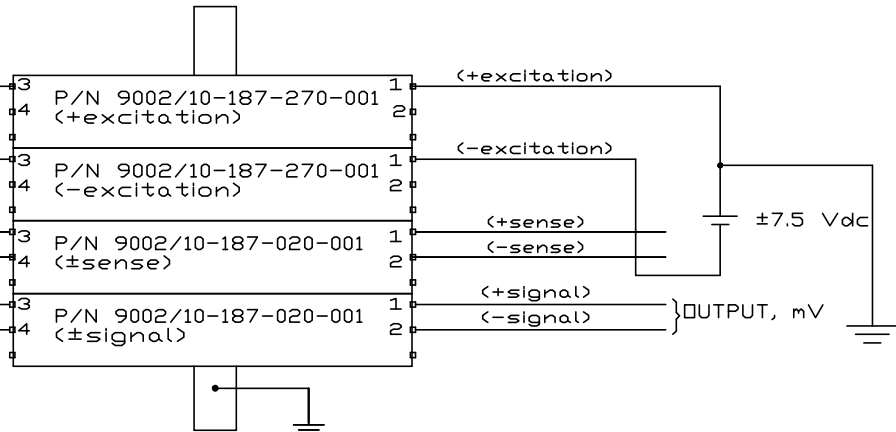 (+excitation)
3
1
P/N 9002/10-187-270-001
4
2
(+excitation)
(-excitation)
3
1
P/N 9002/10-187-270-001
4
2
(-excitation)
±7.5 Vdc
(+sense)
3
1
P/N 9002/10-187-020-001
(-sense)
4
2
(±sense)
(+signal)
3
1
P/N 9002/10-187-020-001
OUTPUT, mV
(-signal)
4
2
(±signal)